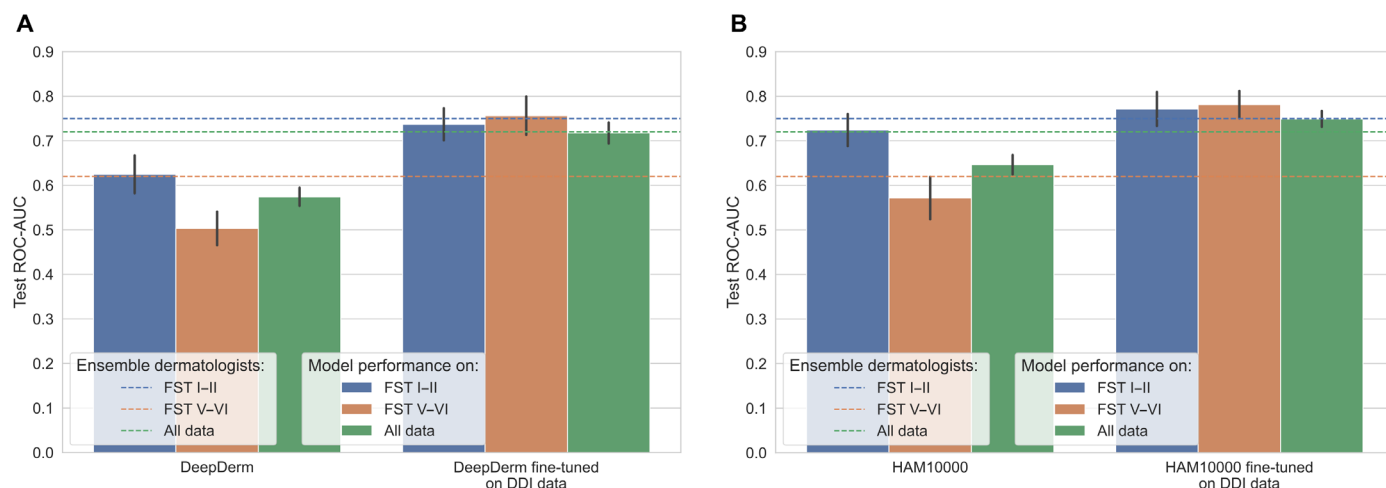 A
0.9
0.8
0.7
0.6
0.5
0.4
0.3
0.2
0.1
0.0
Test ROC-AUC
Ensemble dermatologists:
FST I–II
FST V–VI
All data
Model performance on:
FST I–II
FST V–VI
All data
DeepDerm
DeepDerm fine-tuned
on DDI data
B
0.9
0.8
0.7
0.6
0.5
0.4
0.3
0.2
0.1
0.0
Test ROC-AUC
Ensemble dermatologists:
FST I–II
FST V–VI
All data
Model performance on:
FST I–II
FST V–VI
All data
HAM10000
HAM10000 fine-tuned
on DDI data